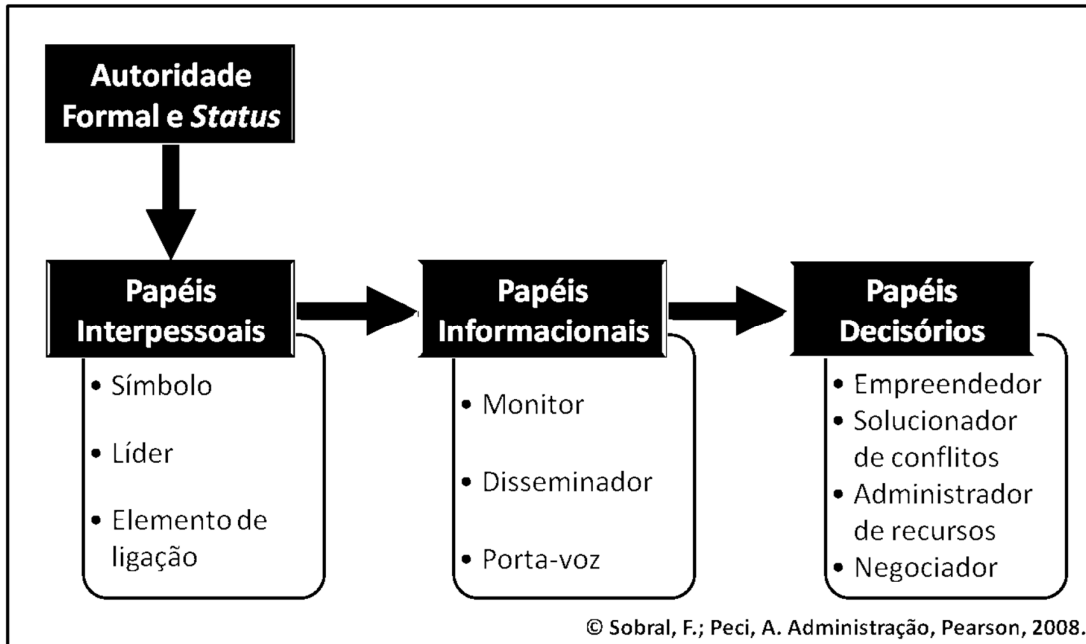 Autoridade
Formal e Status
Papéis
Interpessoais
• Símbolo
• Líder
• Elemento de
ligação
Papéis
Informacionais
• Monitor
• Disseminador
• Porta-voz
Papéis
Decisórios
• Empreendedor
• Solucionador
de conflitos
• Administrador
de recursos
• Negociador
© Sobral, F.; Peci, A. Administração, Pearson, 2008.